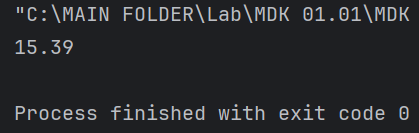 "C:\MAIN FOLDER\Lab\MDK 01.01\MDK
15.39
Process finished with exit code 0